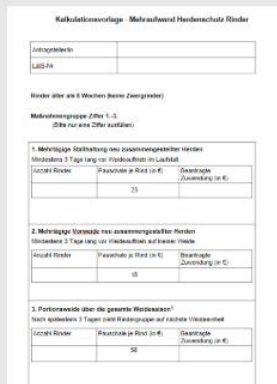 Kalkulationsvorlage - Mehraufwand Herdenschutz Rinder
Antragsteller/in
LaIS-Nr
Rinder älter als 6 Wochen (keine Zwergrinder)
Maßnahmengruppe Ziffer 1.-3.
(Bitte nur eine Ziffer ausfüllen)
1. Mehrtägige Stallhaltung neu zusammengestellter Herden
Mindestens 3 Tage lang vor Weideauftrieb im Laufstall
Anzahl Rinder Pauschale je Rind (in €) Beantragte Zuwendung (in €)
23
2. Mehrtägige Vorweide neu zusammengestellter Herden
Mindestens 3 Tage lang vor Weideauftrieb auf kleiner Weide
Anzahl Rinder Pauschale je Rind (in €) Beantragte Zuwendung (in €)
3. Portionsweide über die gesamte Weidesaison
Nach spätestens 3 Tagen zieht Rindergruppe auf nächste Weideeinheit
Anzahl Rinder Pauschale je Rind (in €) Beantragte Zuwendung (in €)